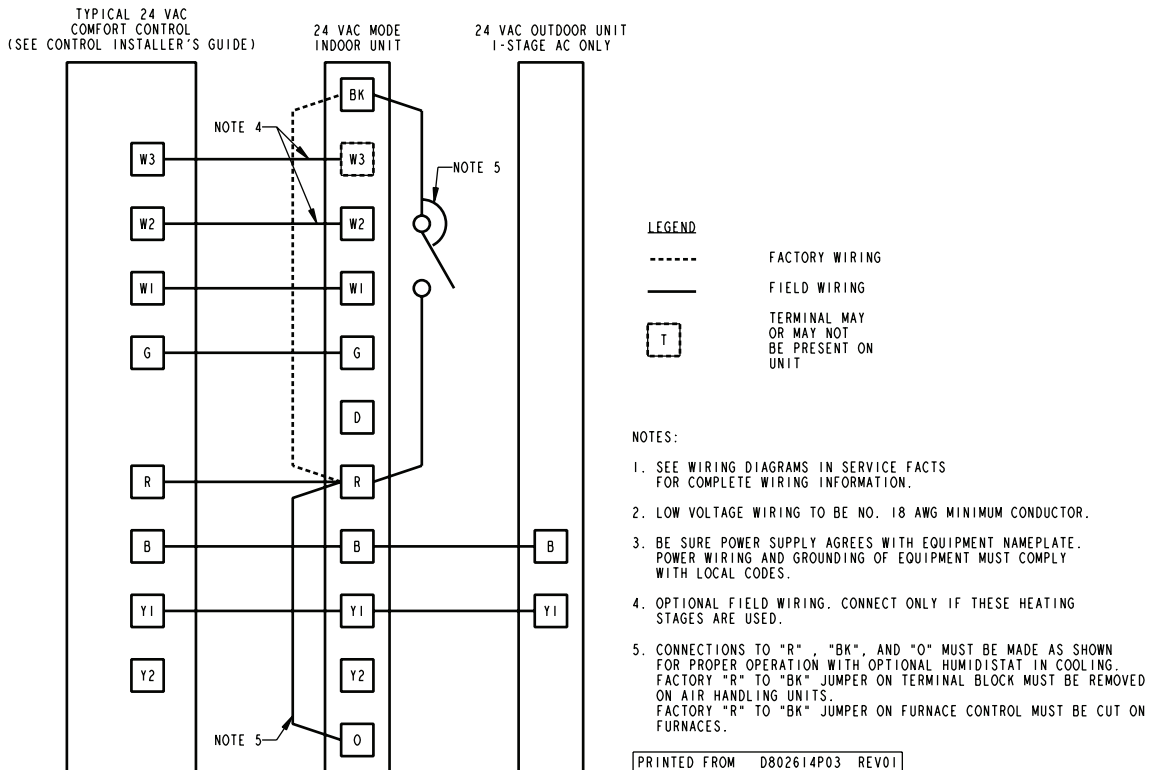 TYPICAL 24 VAC
COMFORT CONTROL
(SEE CONTROL INSTALLER'S GUIDE)
24 VAC MODE
INDOOR UNIT
24 VAC OUTDOOR UNIT
1-STAGE AC ONLY
BK
NOTE 4
W3
W3
NOTE 5
W2
W2
W1
W1
G
G
D
R
R
B
B
B
Y1
Y1
Y1
Y2
Y2
NOTE 5
O
LEGEND
FACTORY WIRING
FIELD WIRING
T
TERMINAL MAY
OR MAY NOT
BE PRESENT ON
UNIT
NOTES:
1. SEE WIRING DIAGRAMS IN SERVICE FACTS
FOR COMPLETE WIRING INFORMATION.
2. LOW VOLTAGE WIRING TO BE NO. 18 AWG MINIMUM CONDUCTOR.
3. BE SURE POWER SUPPLY AGREES WITH EQUIPMENT NAMEPLATE.
POWER WIRING AND GROUNDING OF EQUIPMENT MUST COMPLY
WITH LOCAL CODES.
4. OPTIONAL FIELD WIRING. CONNECT ONLY IF THESE HEATING
STAGES ARE USED.
5. CONNECTIONS TO "R" , "BK", AND "O" MUST BE MADE AS SHOWN
FOR PROPER OPERATION WITH OPTIONAL HUMIDISTAT IN COOLING.
FACTORY "R" TO "BK" JUMPER ON TERMINAL BLOCK MUST BE REMOVED
ON AIR HANDLING UNITS.
FACTORY "R" TO "BK" JUMPER ON FURNACE CONTROL MUST BE CUT ON
FURNACES.
PRINTED FROM D802614P03 REV01